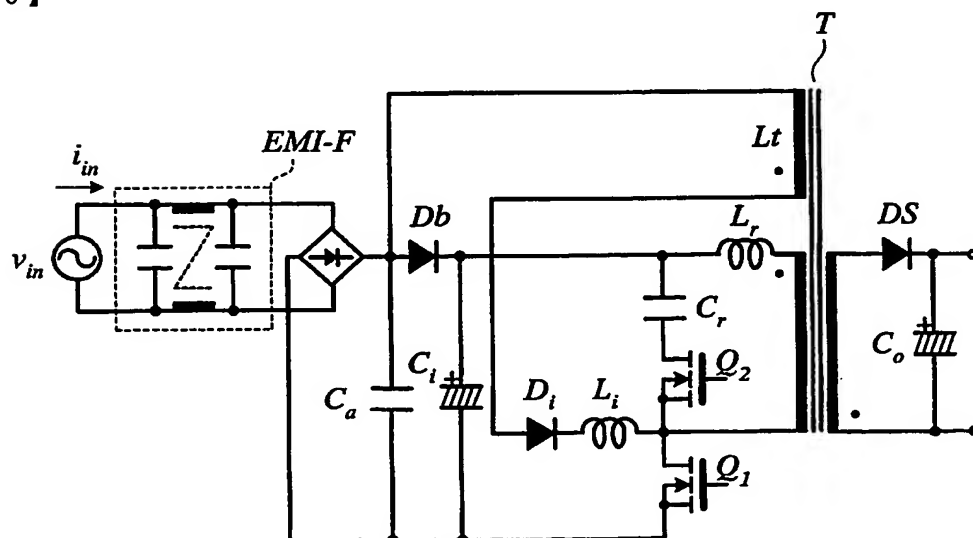 T
EMI-F
i_in
Lt
Db
L_r
DS
v_in
C_r
C_o
Q_2
C_i
D_i
L_i
C_a
Q_1